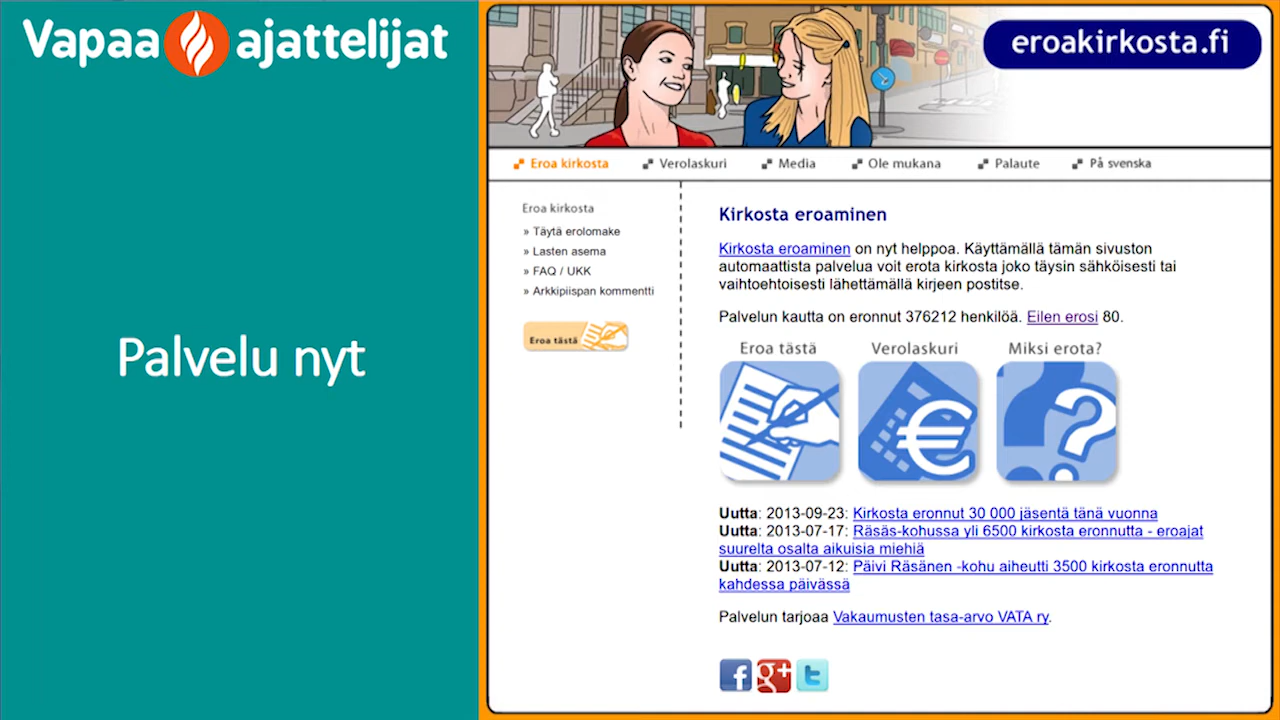 Vapaa ajattelijat
Palvelu nyt
eroakirkosta.fi
Eroa kirkosta
Verolaskuri
Media
Ole mukana
Palaute
På svenska
Eroa kirkosta
» Täytä erolomake
» Lasten asema
» FAQ / UKK
» Arkkipiispan kommentti
Eroa tästä
Kirkosta eroaminen
Kirkosta eroaminen on nyt helppoa. Käyttämällä tämän sivuston
automaattista palvelua voit erota kirkosta joko täysin sähköisesti tai
vaihtoehtoisesti lähettämällä kirjeen postitse.
Palvelun kautta on eronnut 376212 henkilöä. Eilen erosi 80.
Eroa tästä
Verolaskuri
Miksi erota?
Uutta: 2013-09-23: Kirkosta eronnut 30 000 jäsentä tänä vuonna
Uutta: 2013-07-17: Räsäs-kohussa yli 6500 kirkosta eronnutta - eroajat
suurelta osalta aikuisia miehiä
Uutta: 2013-07-12: Päivi Räsänen -kohu aiheutti 3500 kirkosta eronnutta
kahdessa päivässä
Palvelun tarjoaa Vakaumusten tasa-arvo VATA ry.